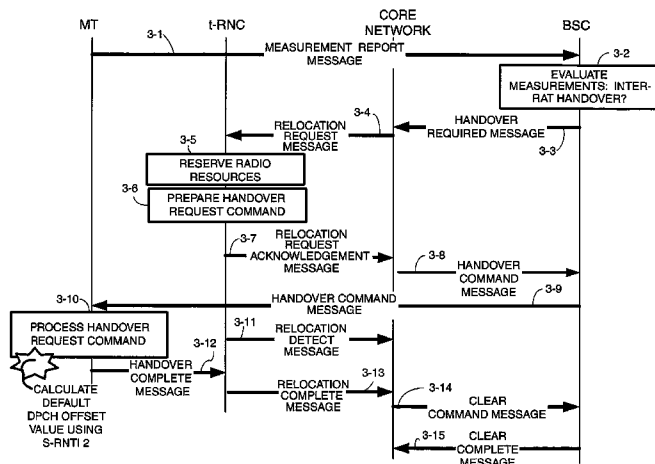 MT
t-RNC
CORE
NETWORK
BSC
3-1
MEASUREMENT REPORT
MESSAGE
3-2
EVALUATE
MEASUREMENTS: INTER-
RAT HANDOVER?
3-4
RELOCATION
REQUEST
MESSAGE
HANDOVER
REQUIRED MESSAGE
3-3
3-5
RESERVE RADIO
RESOURCES
3-6
PREPARE HANDOVER
REQUEST COMMAND
3-7
RELOCATION
REQUEST
ACKNOWLEDGEMENT
MESSAGE
3-8
HANDOVER
COMMAND
MESSAGE
3-9
HANDOVER COMMAND
MESSAGE
3-10
PROCESS HANDOVER
REQUEST COMMAND
3-11
RELOCATION
DETECT
MESSAGE
3-12
HANDOVER
COMPLETE
MESSAGE
3-13
RELOCATION
COMPLETE
MESSAGE
CALCULATE
DEFAULT
DPCH OFFSET
VALUE USING
S-RNTI 2
3-14
CLEAR
COMMAND MESSAGE
3-15
CLEAR
COMPLETE
MESSAGE